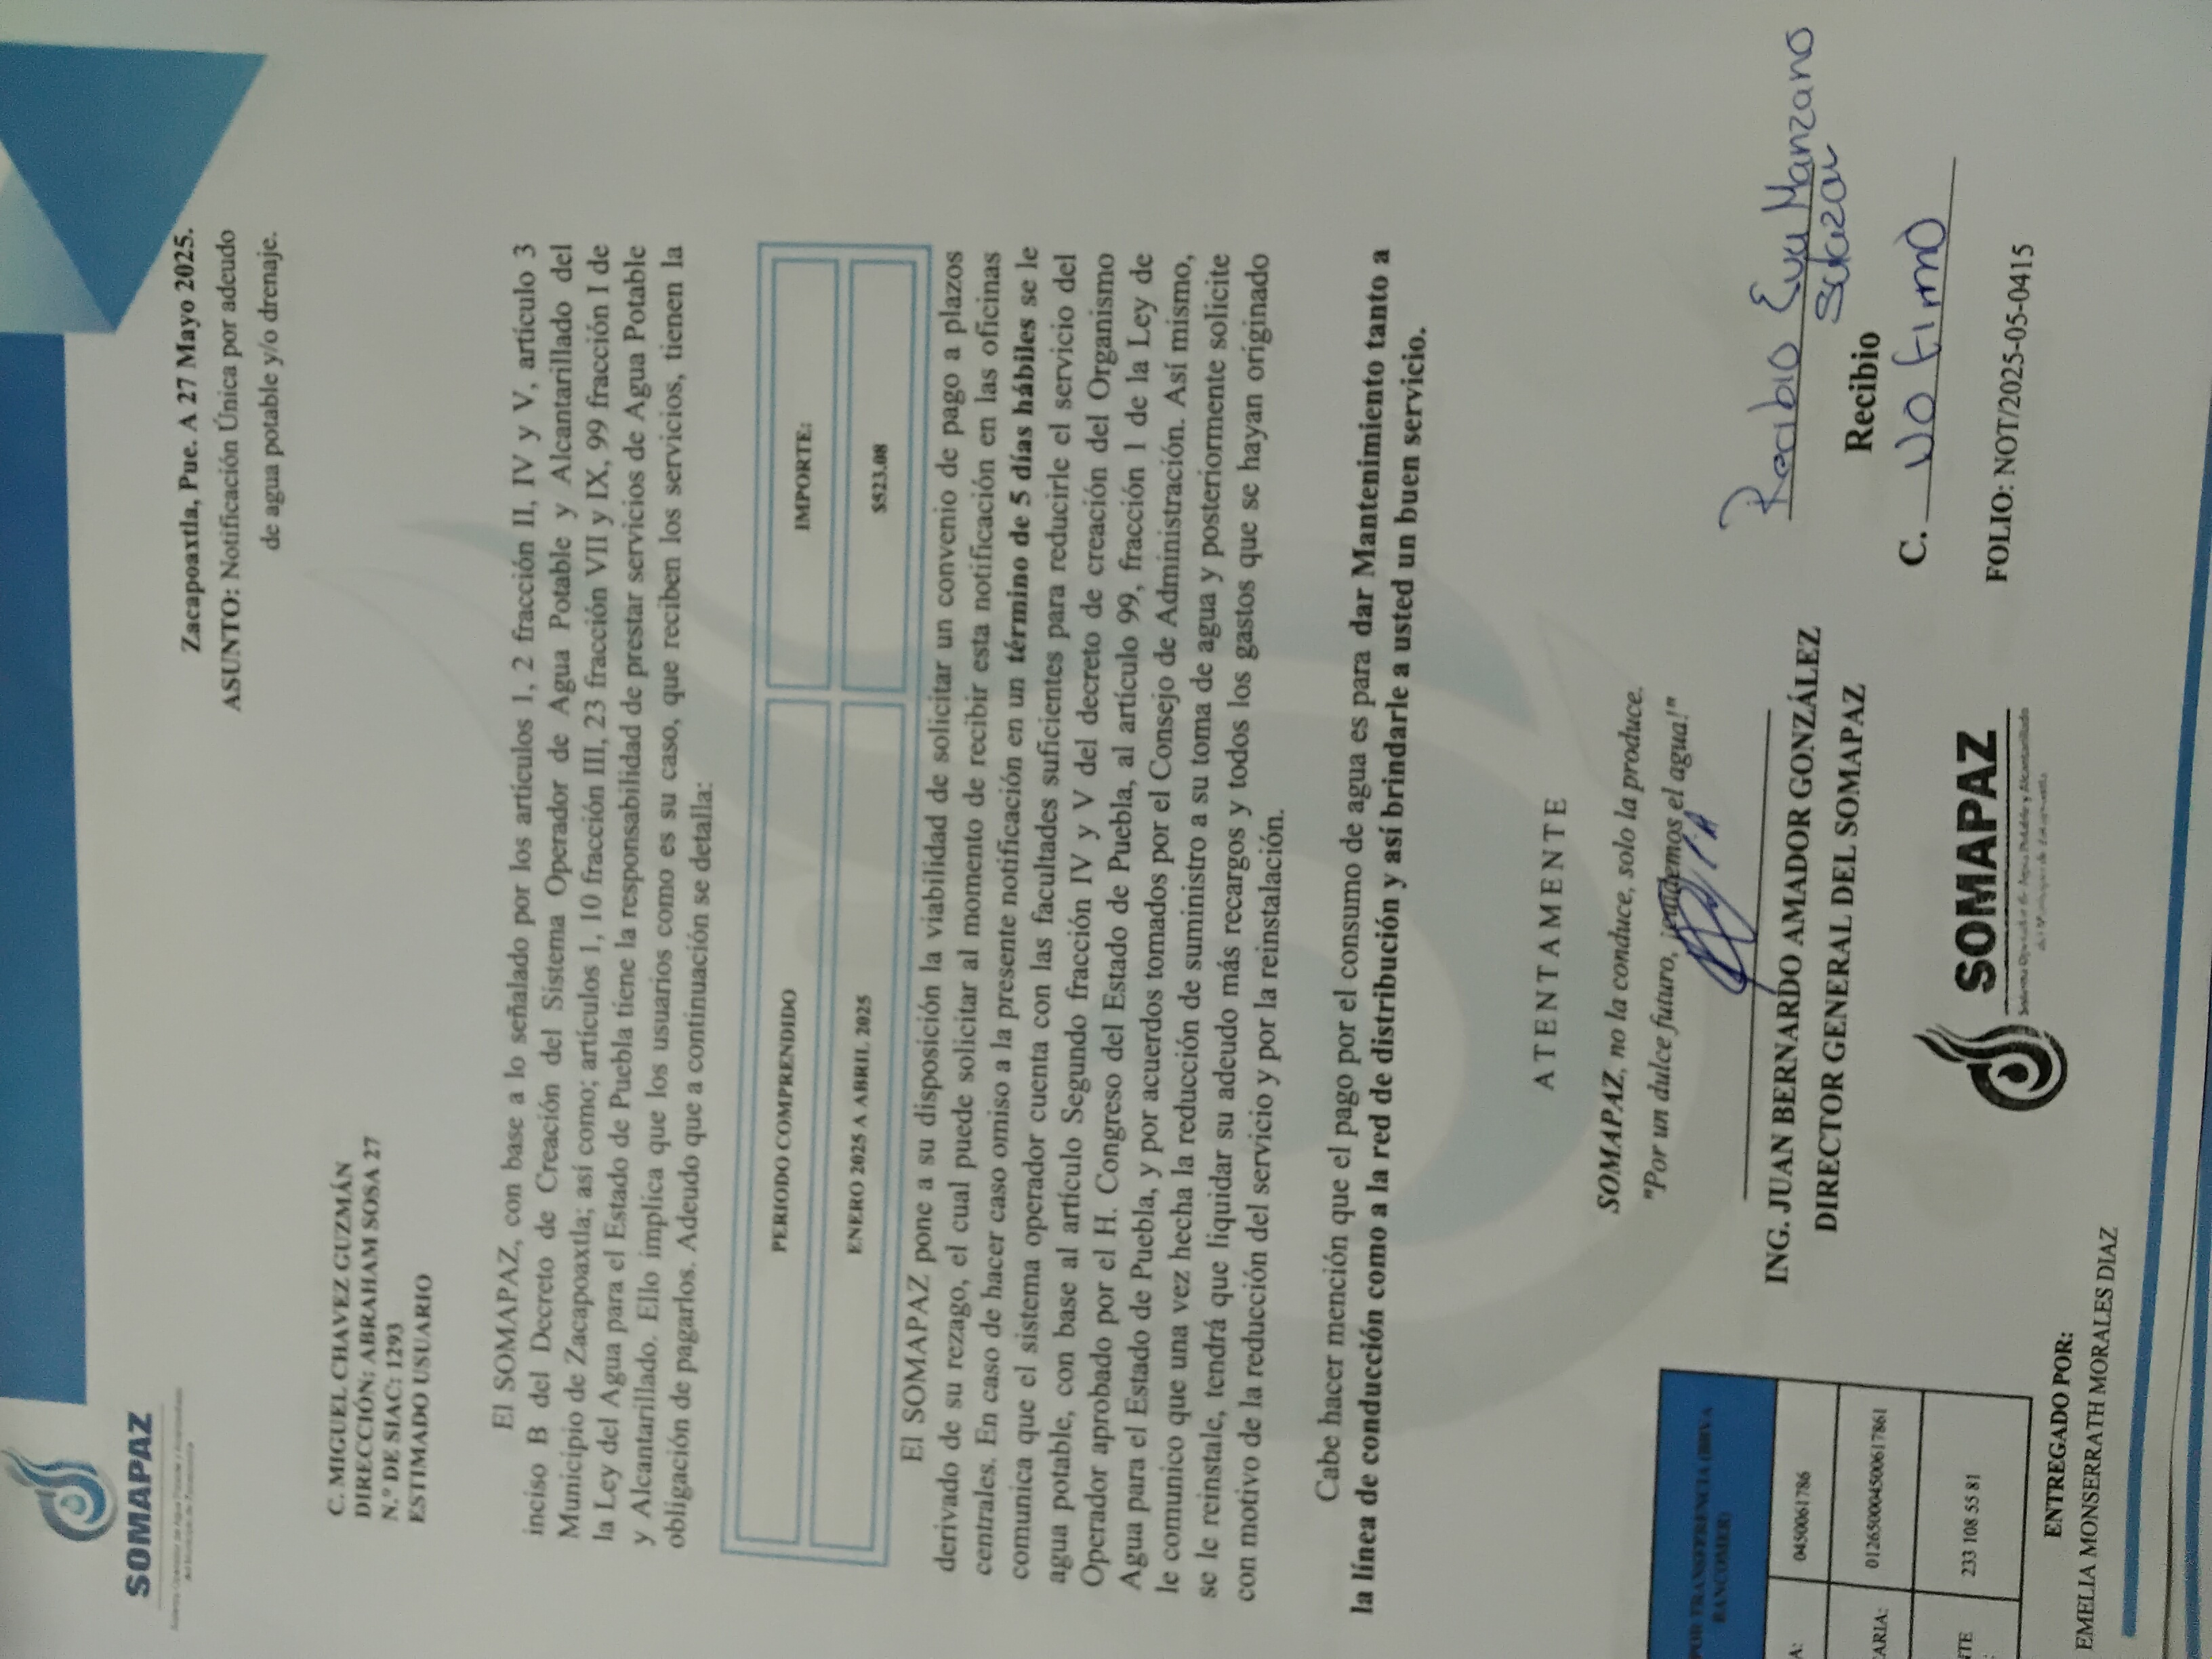 SOMAPAZ
Sistema Operador de Agua Potable y Alcantarillado
del Municipio de Zacapoaxtla
Zacapoaxtla, Pue. A 27 Mayo 2025.
ASUNTO: Notificación Única por adeudo
de agua potable y/o drenaje.
C. MIGUEL CHAVEZ GUZMÁN
DIRECCIÓN: ABRAHAM SOSA 27
N.º DE SIAC: 1293
ESTIMADO USUARIO
El SOMAPAZ, con base a lo señalado por los artículos 1, 2 fracción II, IV y V, artículo 3
inciso B del Decreto de Creación del Sistema Operador de Agua Potable y Alcantarillado del
Municipio de Zacapoaxtla; así como; artículos 1, 10 fracción III, 23 fracción VII y IX, 99 fracción I de
la Ley del Agua para el Estado de Puebla tiene la responsabilidad de prestar servicios de Agua Potable
y Alcantarillado. Ello implica que los usuarios como es su caso, que reciben los servicios, tienen la
obligación de pagarlos. Adeudo que a continuación se detalla:
PERIODO COMPRENDIDO
IMPORTE:
ENERO 2025 A ABRIL 2025
$523.08
El SOMAPAZ pone a su disposición la viabilidad de solicitar un convenio de pago a plazos
derivado de su rezago, el cual puede solicitar al momento de recibir esta notificación en las oficinas
centrales. En caso de hacer caso omiso a la presente notificación en un término de 5 días hábiles se le
comunica que el sistema operador cuenta con las facultades suficientes para reducirle el servicio del
agua potable, con base al artículo Segundo fracción IV y V del decreto de creación del Organismo
Operador aprobado por el H. Congreso del Estado de Puebla, al artículo 99, fracción 1 de la Ley de
Agua para el Estado de Puebla, y por acuerdos tomados por el Consejo de Administración. Así mismo,
le comunico que una vez hecha la reducción de suministro a su toma de agua y posteriormente solicite
se le reinstale, tendrá que liquidar su adeudo más recargos y todos los gastos que se hayan originado
con motivo de la reducción del servicio y por la reinstalación.
Cabe hacer mención que el pago por el consumo de agua es para dar Mantenimiento tanto a
la línea de conducción como a la red de distribución y así brindarle a usted un buen servicio.
ATENTAMENTE
SOMAPAZ, no la conduce, solo la produce.
"Por un dulce futuro, ¡cuidemos el agua!"
ING. JUAN BERNARDO AMADOR GONZÁLEZ
DIRECTOR GENERAL DEL SOMAPAZ
POR TRANSFERENCIA (BBVA
BANCOMER)
A: 0450061786
CARIA: 012650004500617861
NTE 233 108 55 81
:
Recibio Eva Manzano
Salazar
Recibio
C. No firmó
FOLIO: NOT/2025-05-0415
SOMAPAZ
Sistema Operador de Agua Potable y Alcantarillado
del Municipio de Zacapoaxtla
ENTREGADO POR:
EMELIA MONSERRATH MORALES DIAZ